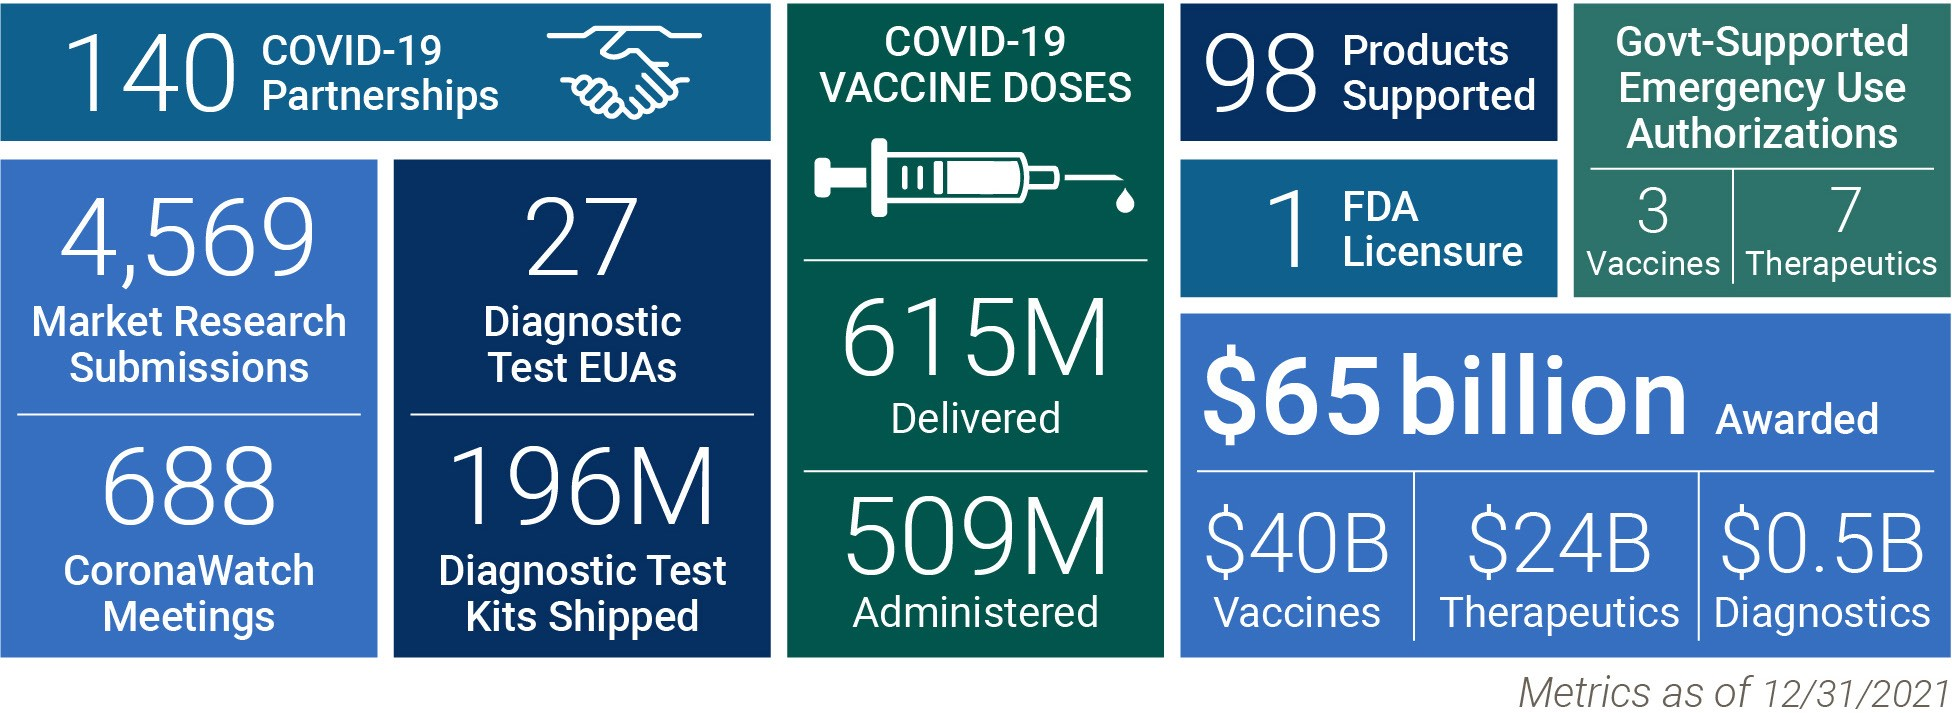 140
COVID-19
Partnerships
4,569
Market Research
Submissions
688
CoronaWatch
Meetings
27
Diagnostic
Test EUAs
196M
Diagnostic Test
Kits Shipped
COVID-19
VACCINE DOSES
615M
Delivered
509M
Administered
98
Products
Supported
1
FDA
Licensure
Govt-Supported
Emergency Use
Authorizations
3
Vaccines
7
Therapeutics
$65 billion Awarded
$40B
Vaccines
$24B
Therapeutics
$0.5B
Diagnostics
Metrics as of 12/31/2021